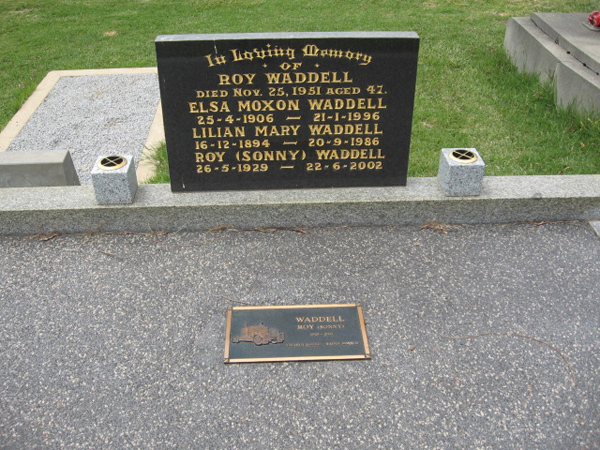 In Loving Memory
OF
ROY WADDELL
DIED NOV. 25, 1951 AGED 47.
ELSA MOXON WADDELL
25-4-1906 — 21-1-1996
LILLIAN MARY WADDELL
16-12-1894 — 20-9-1986
ROY (SONNY) WADDELL
26-5-1929 — 22-6-2002
WADDELL
ROY (SONNY)